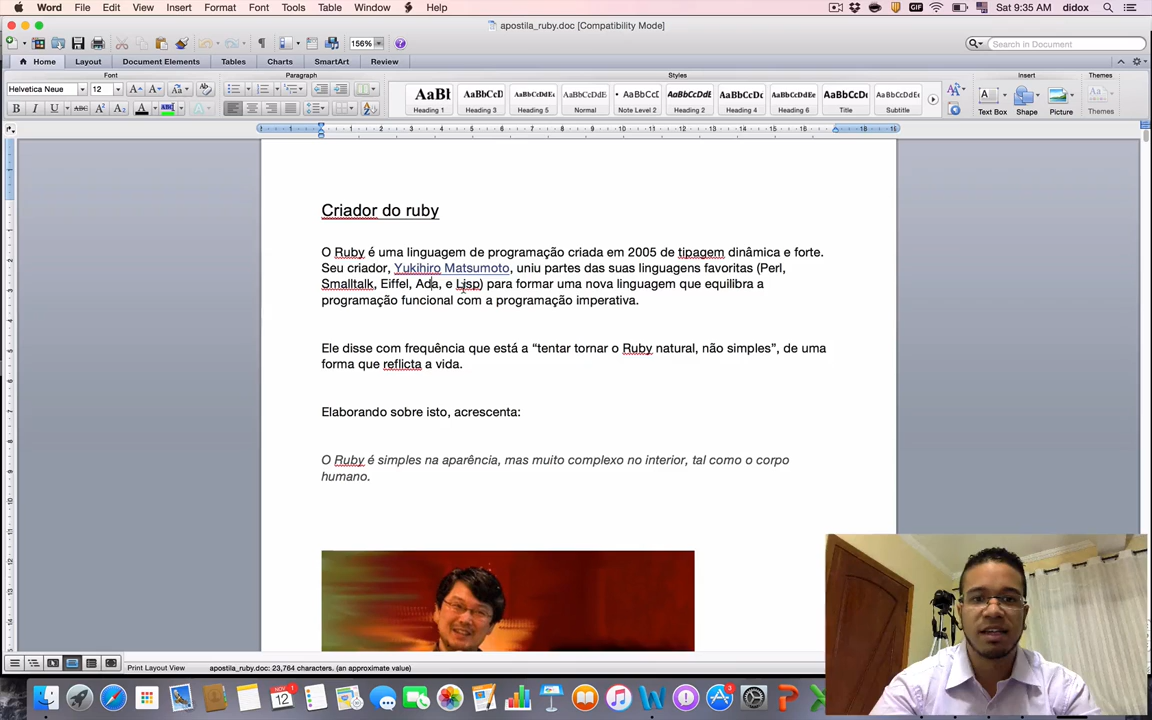 Word File Edit View Insert Format Font Tools Table Window Help
GIF Sat 9:35 AM didox
apostila_ruby.doc [Compatibility Mode]
156%
Search in Document
Home Layout Document Elements Tables Charts SmartArt Review
Font Paragraph Styles Insert Themes
Helvetica Neue 12
Heading 1 Heading 3 Heading 5 Normal Note Level 2 Heading 2 Heading 4 Heading 6 Title Subtitle
Text Box Shape Picture Themes
Criador do ruby
O Ruby é uma linguagem de programação criada em 2005 de tipagem dinâmica e forte.
Seu criador, Yukihiro Matsumoto, uniu partes das suas linguagens favoritas (Perl,
Smalltalk, Eiffel, Ada, e Lisp) para formar uma nova linguagem que equilibra a
programação funcional com a programação imperativa.
Ele disse com frequência que está a “tentar tornar o Ruby natural, não simples”, de uma
forma que reflicta a vida.
Elaborando sobre isto, acrescenta:
O Ruby é simples na aparência, mas muito complexo no interior, tal como o corpo
humano.
Print Layout View apostila_ruby.doc: 23,764 characters. (an approximate value)